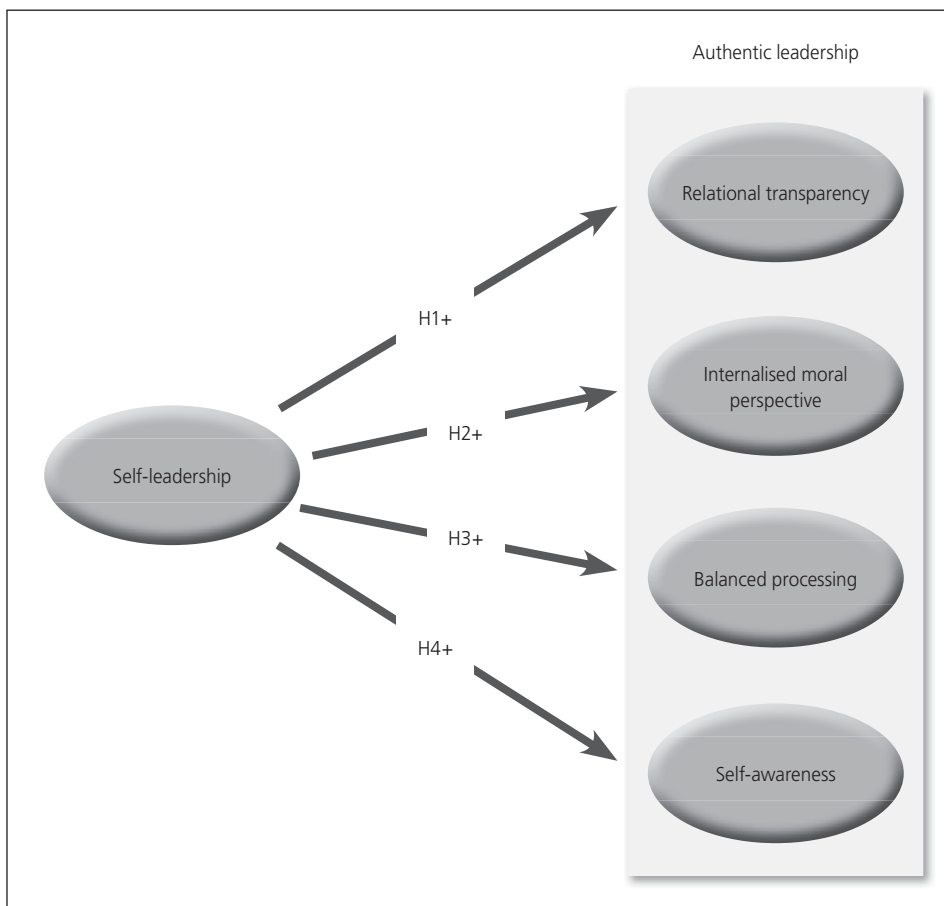 Authentic leadership
Relational transparency
H1+
Internalised moral
perspective
H2+
Self-leadership
H3+
Balanced processing
H4+
Self-awareness